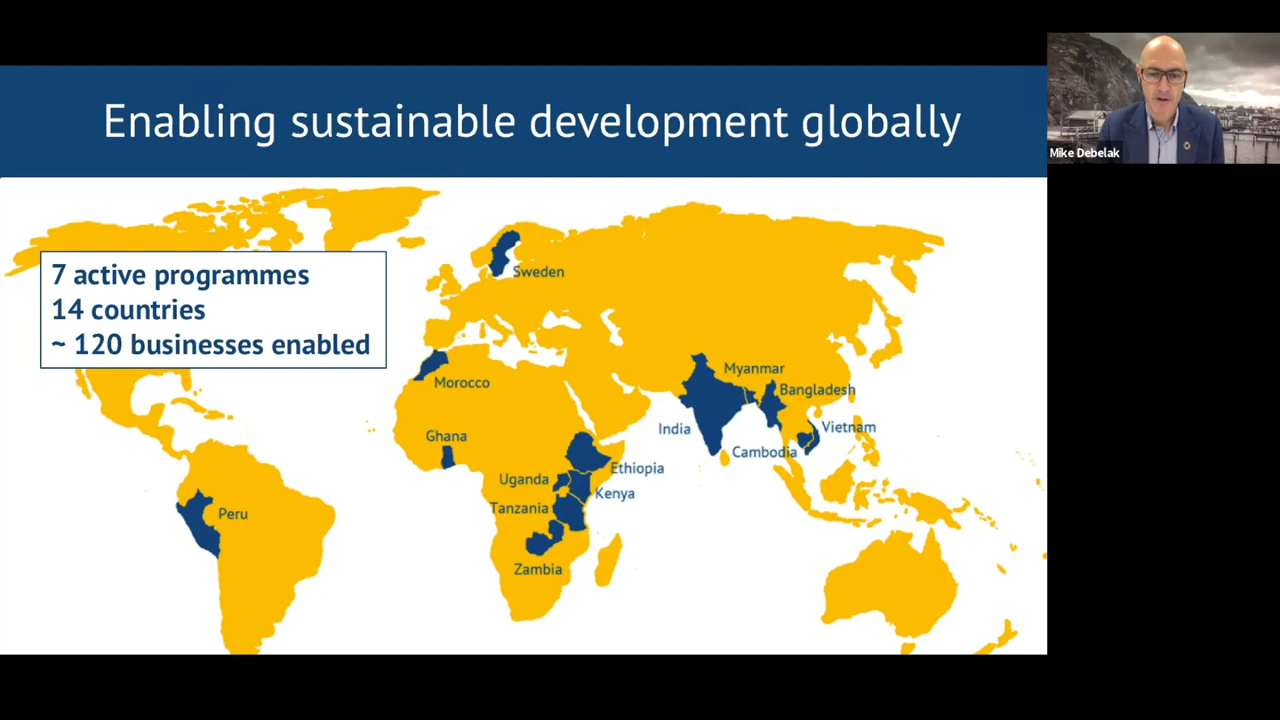 Enabling sustainable development globally
Mike Debelak
7 active programmes
14 countries
~ 120 businesses enabled
Sweden
Morocco
Myanmar
Bangladesh
India
Vietnam
Cambodia
Ghana
Ethiopia
Uganda
Kenya
Tanzania
Peru
Zambia